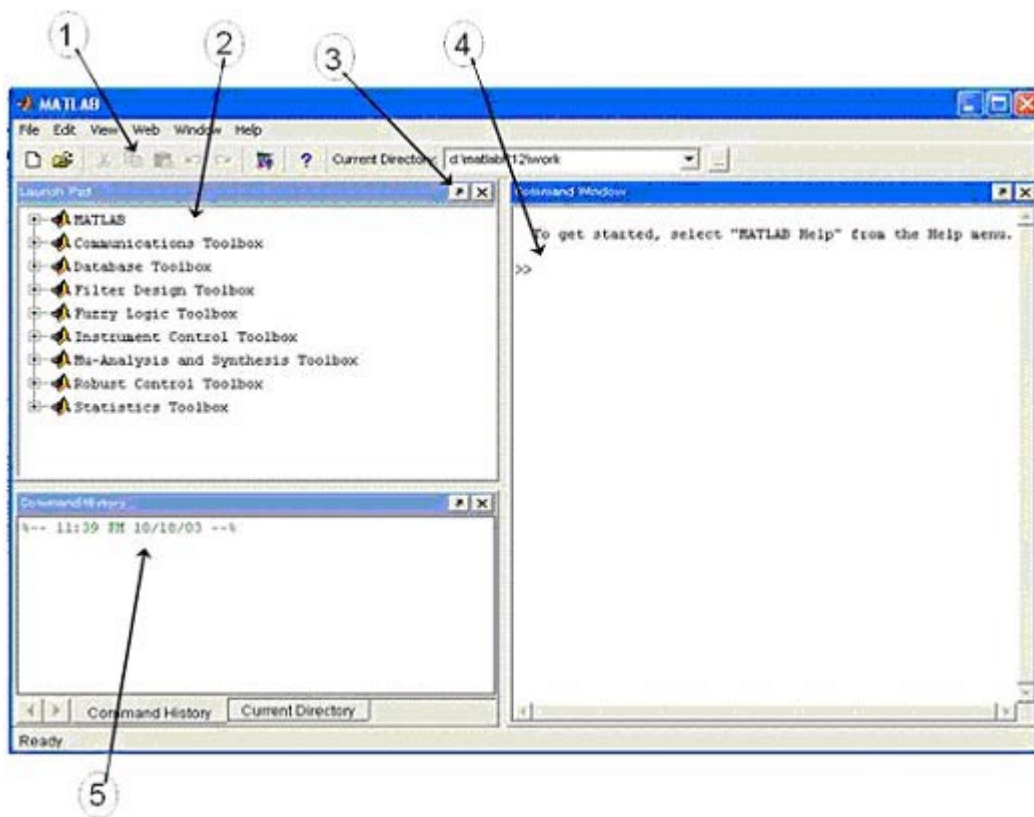 1
2
3
4
MATLAB
File Edit View Web Window Help
? Current Directory: d:\matlab 12\work ...
Launch Pad
MATLAB
Communications Toolbox
Database Toolbox
Filter Design Toolbox
Fuzzy Logic Toolbox
Instrument Control Toolbox
Mu-Analysis and Synthesis Toolbox
Robust Control Toolbox
Statistics Toolbox
Command History
%-- 11:39 PM 10/18/03 --%
Command History Current Directory
Command Window
To get started, select "MATLAB Help" from the Help menu.
>>
Ready
5